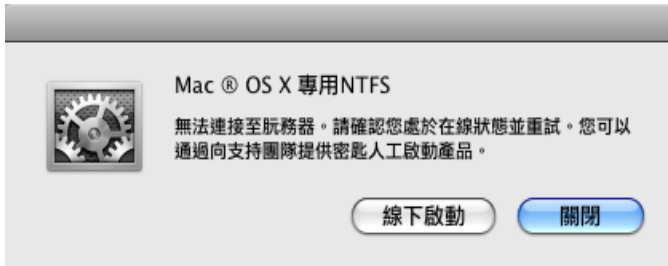 Mac ® OS X 專用NTFS
無法連接至朊務器。請確認您處於在線狀態並重試。您可以
通過向支持團隊提供密匙人工啟動產品。
線下啟動
關閉